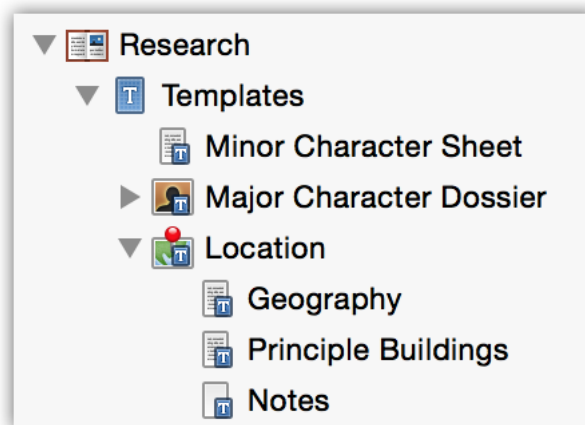 Research
Templates
Minor Character Sheet
Major Character Dossier
Location
Geography
Principle Buildings
Notes